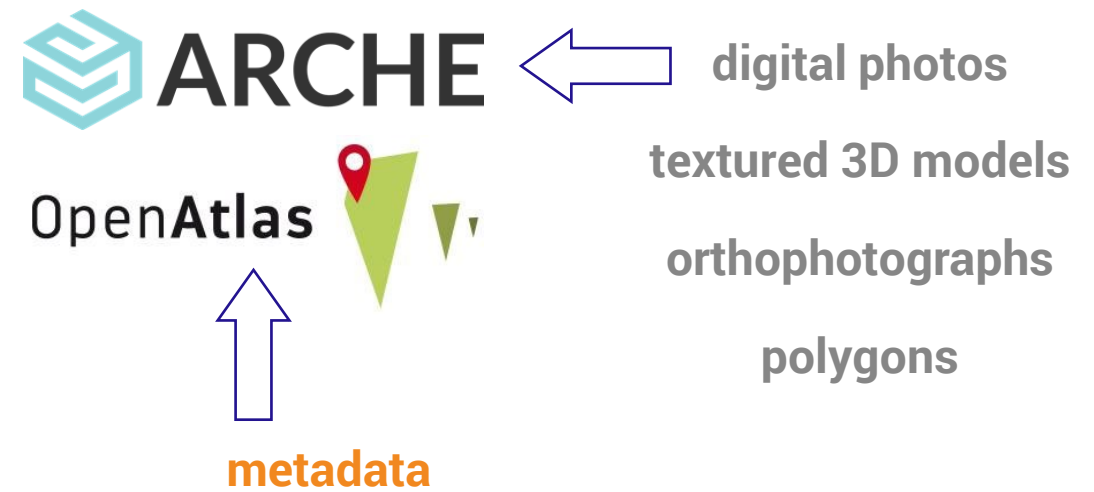 ARCHE
digital photos
textured 3D models
OpenAtlas
orthophotographs
polygons
metadata